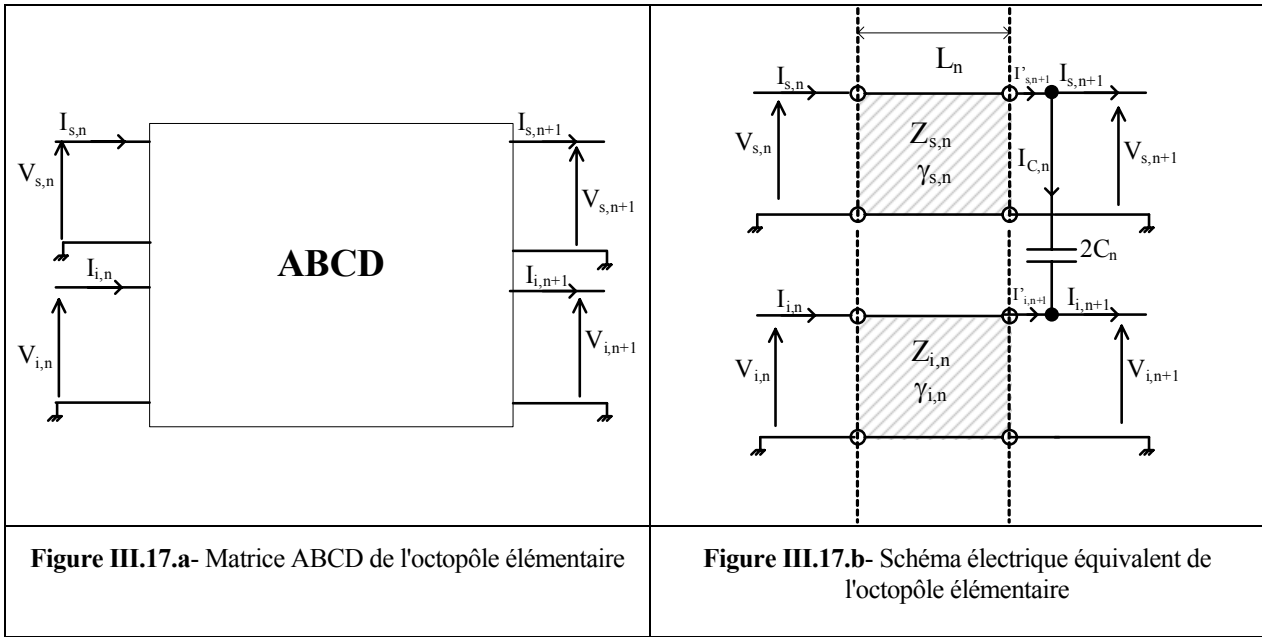 I_{s,n}
I_{s,n+1}
V_{s,n}
V_{s,n+1}
ABCD
I_{i,n}
I_{i,n+1}
V_{i,n}
V_{i,n+1}
Figure III.17.a- Matrice ABCD de l'octopôle élémentaire
L_n
I_{s,n}
I'_{s,n+1}
I_{s,n+1}
V_{s,n}
Z_{s,n}
γ_{s,n}
I_{C,n}
V_{s,n+1}
2C_n
I_{i,n}
I'_{i,n+1}
I_{i,n+1}
V_{i,n}
Z_{i,n}
γ_{i,n}
V_{i,n+1}
Figure III.17.b- Schéma électrique équivalent de
l'octopôle élémentaire